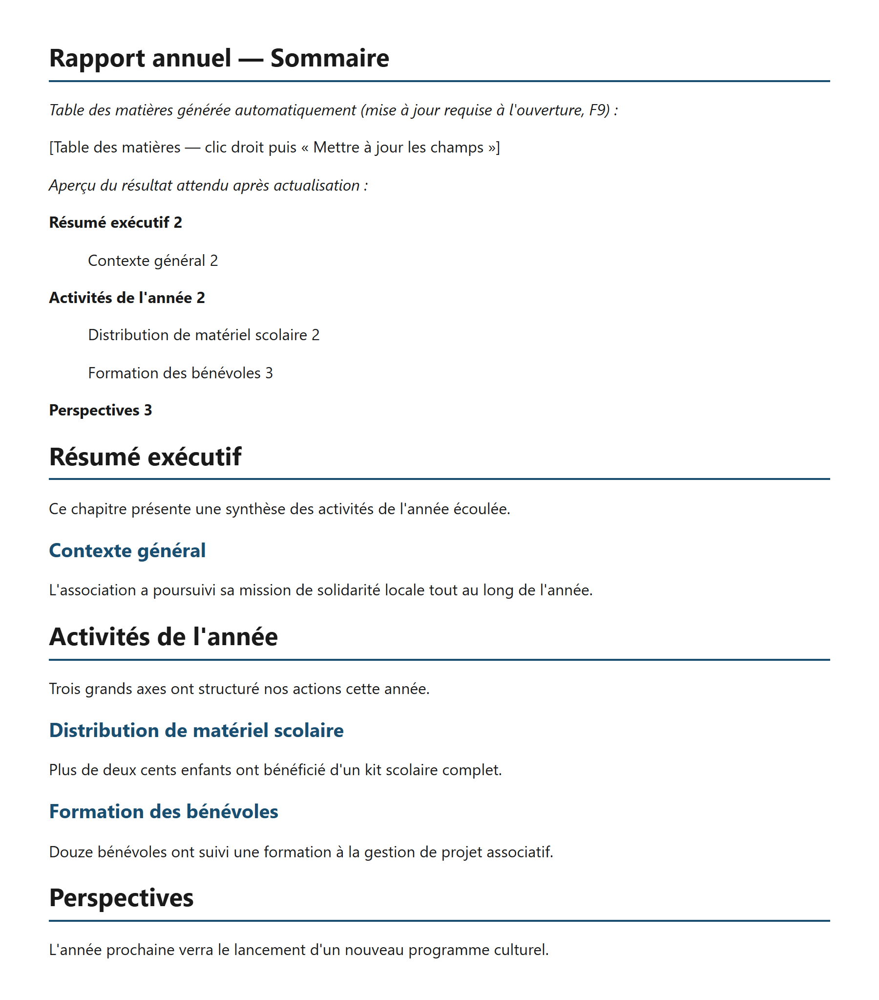 Rapport annuel — Sommaire
Table des matières générée automatiquement (mise à jour requise à l'ouverture, F9) :
[Table des matières — clic droit puis « Mettre à jour les champs »]
Aperçu du résultat attendu après actualisation :
Résumé exécutif 2
Contexte général 2
Activités de l'année 2
Distribution de matériel scolaire 2
Formation des bénévoles 3
Perspectives 3
Résumé exécutif
Ce chapitre présente une synthèse des activités de l'année écoulée.
Contexte général
L'association a poursuivi sa mission de solidarité locale tout au long de l'année.
Activités de l'année
Trois grands axes ont structuré nos actions cette année.
Distribution de matériel scolaire
Plus de deux cents enfants ont bénéficié d'un kit scolaire complet.
Formation des bénévoles
Douze bénévoles ont suivi une formation à la gestion de projet associatif.
Perspectives
L'année prochaine verra le lancement d'un nouveau programme culturel.